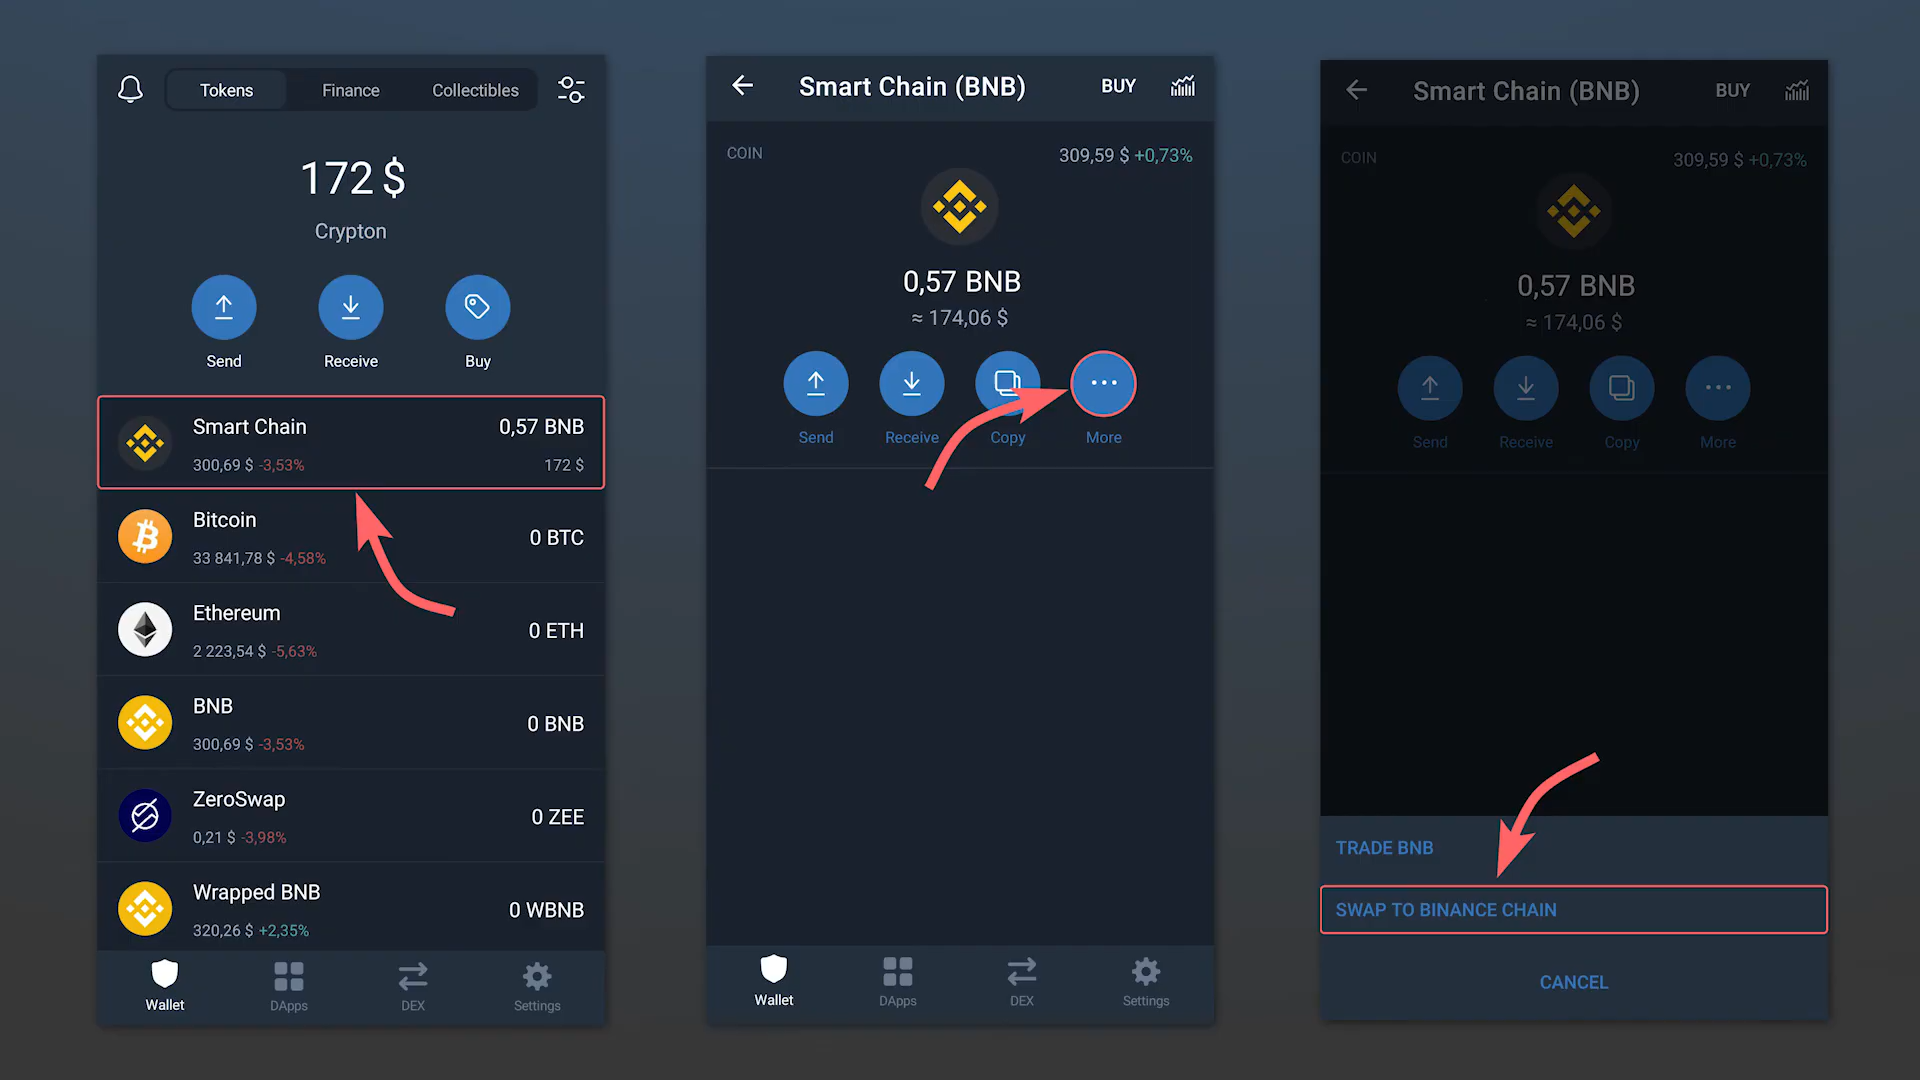 Tokens Finance Collectibles
172 $
Crypton
Send Receive Buy
Smart Chain 0,57 BNB
300,69 $ -3,53% 172 $
Bitcoin 0 BTC
33 841,78 $ -4,58%
Ethereum 0 ETH
2 223,54 $ -5,63%
BNB 0 BNB
300,69 $ -3,53%
ZeroSwap 0 ZEE
0,21 $ -3,98%
Wrapped BNB 0 WBNB
320,26 $ +2,35%
Wallet DApps DEX Settings
Smart Chain (BNB) BUY
COIN 309,59 $ +0,73%
0,57 BNB
≈ 174,06 $
Send Receive Copy More
Wallet DApps DEX Settings
Smart Chain (BNB) BUY
COIN 309,59 $ +0,73%
0,57 BNB
≈ 174,06 $
Send Receive Copy More
TRADE BNB
SWAP TO BINANCE CHAIN
CANCEL